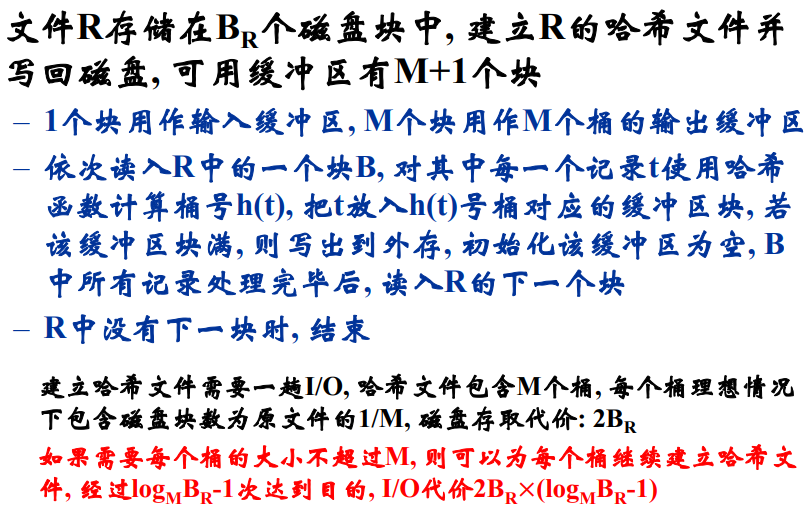 文件R存储在BR个磁盘块中, 建立R的哈希文件并
写回磁盘, 可用缓冲区有M+1个块
– 1个块用作输入缓冲区, M个块用作M个桶的输出缓冲区
– 依次读入R中的一个块B, 对其中每一个记录t使用哈希
函数计算桶号h(t), 把t放入h(t)号桶对应的缓冲区块, 若
该缓冲区块满, 则写出到外存, 初始化该缓冲区为空, B
中所有记录处理完毕后, 读入R的下一个块
– R中没有下一块时, 结束
建立哈希文件需要一趟I/O, 哈希文件包含M个桶, 每个桶理想情况
下包含磁盘块数为原文件的1/M, 磁盘存取代价: 2BR
如果需要每个桶的大小不超过M, 则可以为每个桶继续建立哈希文
件, 经过logMBR-1次达到目的, I/O代价2BR×(logMBR-1)